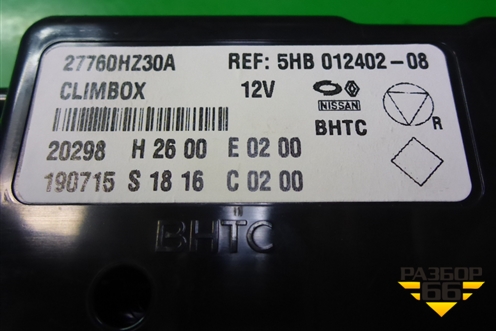 27760HZ30A REF: 5HB 012402-08
CLIMBOX 12V NISSAN
BHTC R
20298 H 26 00 E 02 00
190715 S 18 16 C 02 00
BHTC
РАЗБОР
66